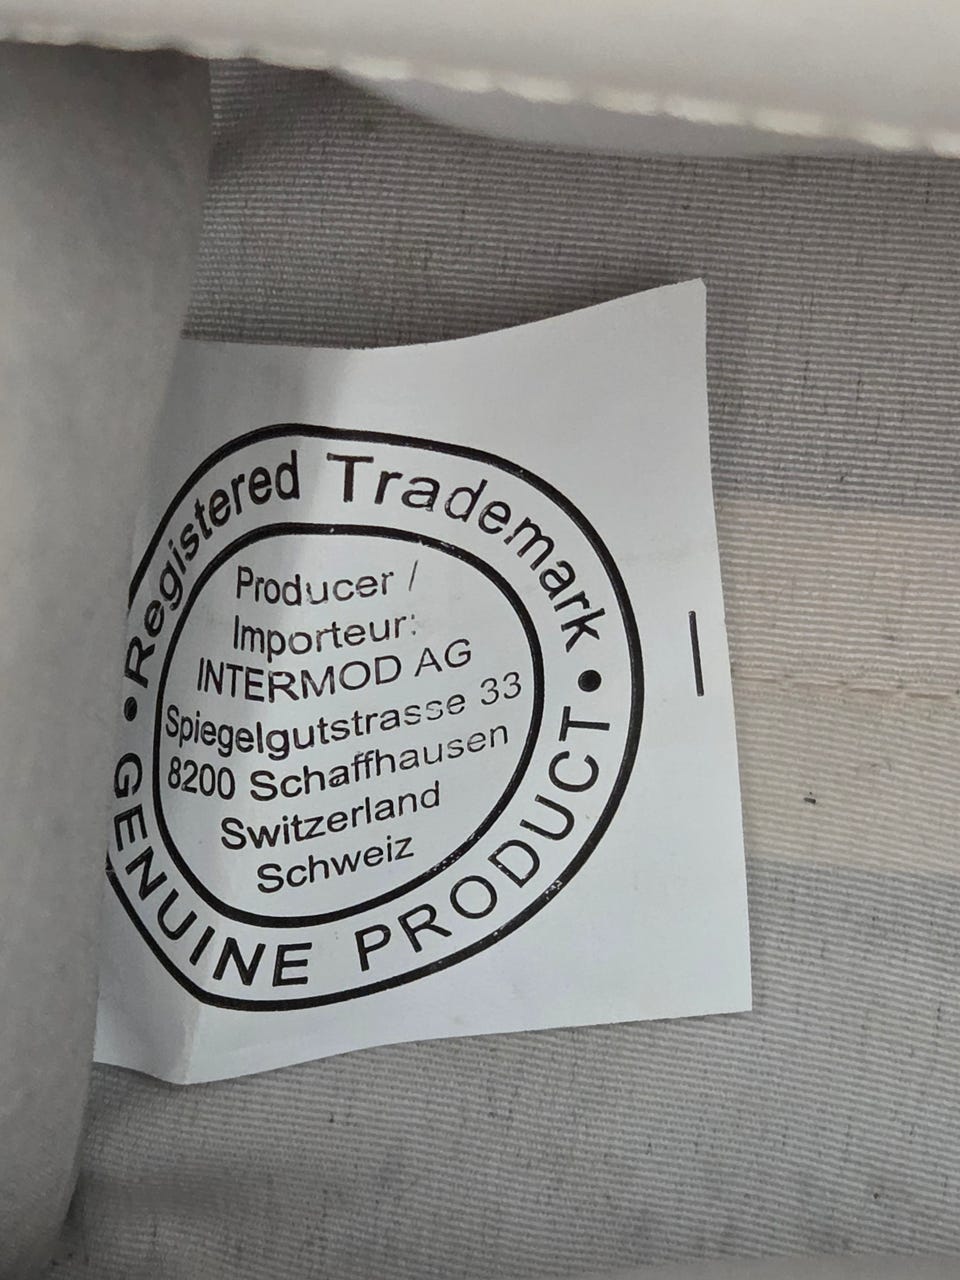 Registered Trademark
Producer /
Importeur:
INTERMOD AG
Spiegelgutstrasse 33
8200 Schaffhausen
Switzerland
Schweiz
• GENUINE PRODUCT •